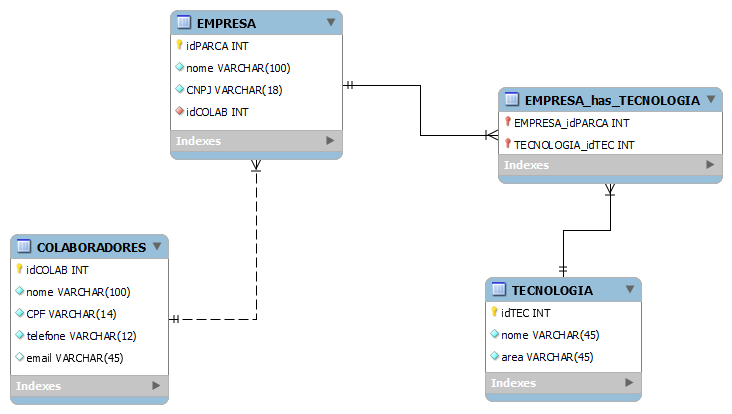 EMPRESA
idPARCA INT
nome VARCHAR(100)
CNPJ VARCHAR(18)
idCOLAB INT
Indexes
EMPRESA_has_TECNOLOGIA
EMPRESA_idPARCA INT
TECNOLOGIA_idTEC INT
Indexes
COLABORADORES
idCOLAB INT
nome VARCHAR(100)
CPF VARCHAR(14)
telefone VARCHAR(12)
email VARCHAR(45)
Indexes
TECNOLOGIA
idTEC INT
nome VARCHAR(45)
area VARCHAR(45)
Indexes